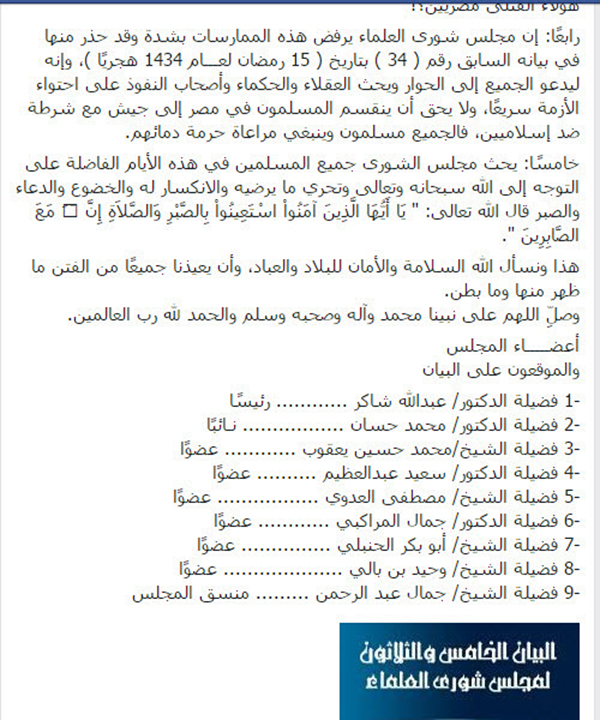 هؤلاء القتلى مصريين؟!
رابعًا: إن مجلس شورى العلماء يرفض هذه الممارسات بشدة وقد حذر منها
في بيانه السابق رقم ( 34 ) بتاريخ ( 15 رمضان لعـــام 1434 هجريًا )، وإنه
ليدعو الجميع إلى الحوار ويحث العقلاء والحكماء وأصحاب النفوذ على احتواء
الأزمة سريعًا، ولا يحق أن ينقسم المسلمون في مصر إلى جيش مع شرطة
ضد إسلاميين، فالجميع مسلمون وينبغي مراعاة حرمة دمائهم.
خامسًا: يحث مجلس الشورى جميع المسلمين في هذه الأيام الفاضلة على
التوجه إلى الله سبحانه وتعالى وتحري ما يرضيه والانكسار له والخضوع والدعاء
والصبر قال الله تعالى: " يَا أَيُّهَا الَّذِينَ آمَنُواْ اسْتَعِينُواْ بِالصَّبْرِ وَالصَّلاَةِ إِنَّ □ مَعَ
الصَّابِرِينَ ".
هذا ونسأل الله السلامة والأمان للبلاد والعباد، وأن يعيذنا جميعًا من الفتن ما
ظهر منها وما بطن.
وصلِّ اللهم على نبينا محمد وآله وصحبه وسلم والحمد لله رب العالمين.
أعضـــــاء المجلس
والموقعون على البيان
1- فضيلة الدكتور/ عبدالله شاكر ............ رئيسًا
2- فضيلة الدكتور/ محمد حسان ................. نائبًا
3- فضيلة الشيخ/محمد حسين يعقوب ............ عضوًا
4- فضيلة الدكتور/ سعيد عبدالعظيم .......... عضوًا
5- فضيلة الشيخ/ مصطفى العدوي ................. عضوًا
6- فضيلة الدكتور/ جمال المراكبي ............ عضوًا
7- فضيلة الشيخ/ أبو بكر الحنبلي ............... عضوًا
8- فضيلة الشيخ/ وحيد بن بالي .................... عضوًا
9- فضيلة الشيخ/ جمال عبد الرحمن ......... منسق المجلس
البيان الخامس والثلاثون
لمجلس شورى العلماء